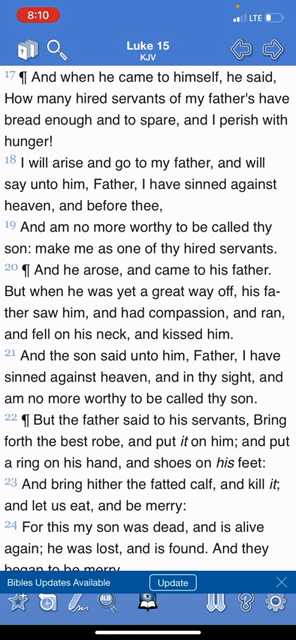 8:10
LTE
Luke 15
KJV
17 ¶ And when he came to himself, he said,
How many hired servants of my father's have
bread enough and to spare, and I perish with
hunger!
18 I will arise and go to my father, and will
say unto him, Father, I have sinned against
heaven, and before thee,
19 And am no more worthy to be called thy
son: make me as one of thy hired servants.
20 ¶ And he arose, and came to his father.
But when he was yet a great way off, his fa-
ther saw him, and had compassion, and ran,
and fell on his neck, and kissed him.
21 And the son said unto him, Father, I have
sinned against heaven, and in thy sight, and
am no more worthy to be called thy son.
22 ¶ But the father said to his servants, Bring
forth the best robe, and put it on him; and put
a ring on his hand, and shoes on his feet:
23 And bring hither the fatted calf, and kill it;
and let us eat, and be merry:
24 For this my son was dead, and is alive
again; he was lost, and is found. And they
began to be merry
Bibles Updates Available Update